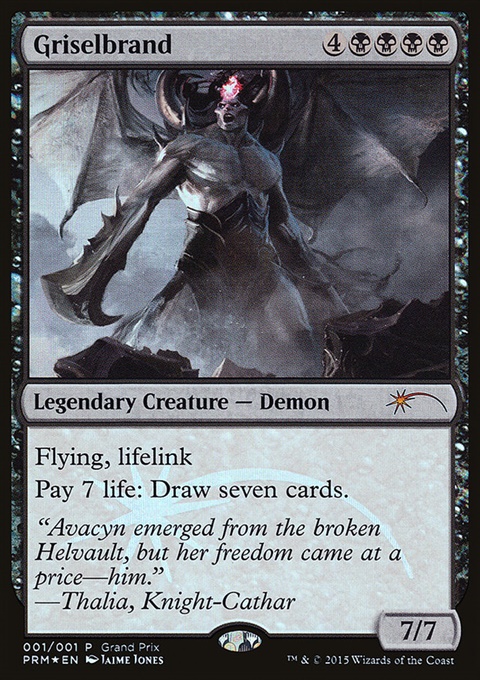 Griselbrand 4
Legendary Creature — Demon
Flying, lifelink
Pay 7 life: Draw seven cards.
“Avacyn emerged from the broken
Helvault, but her freedom came at a
price—him.”
—Thalia, Knight-Cathar
7/7
001/001 P Grand Prix
PRM★EN Jaime Jones
™ & © 2015 Wizards of the Coast